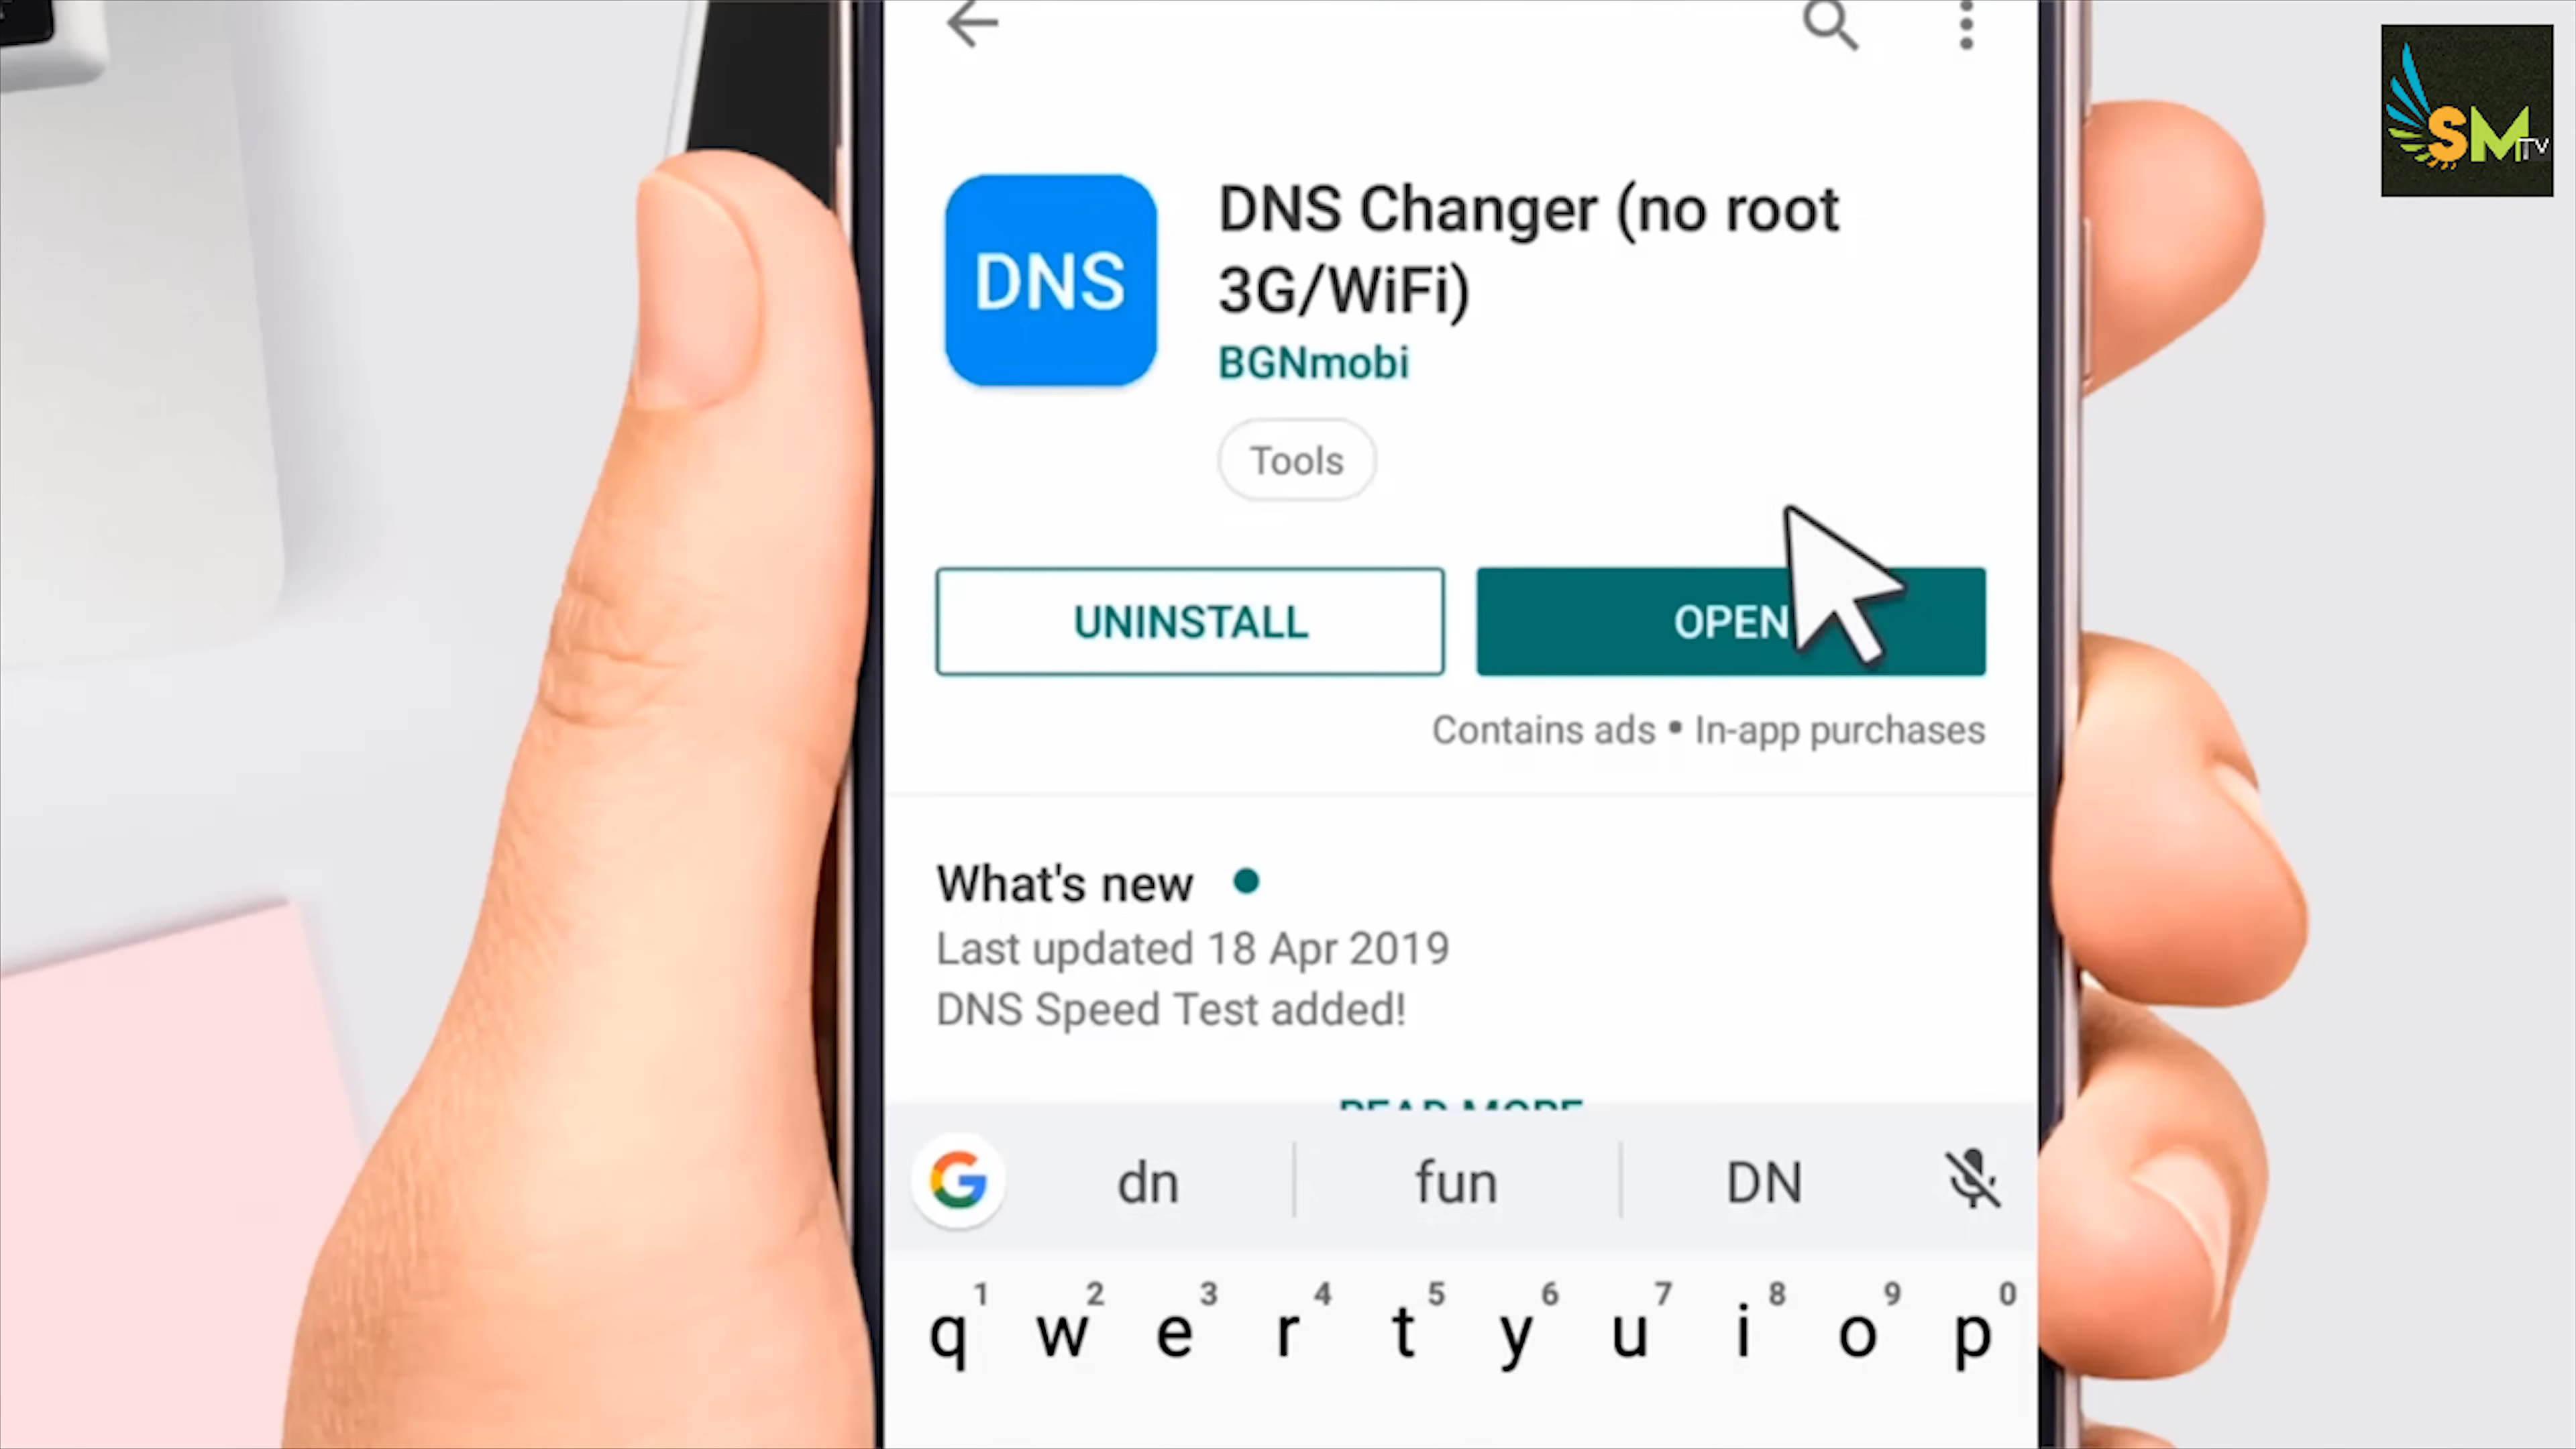 SM
TV
DNS
DNS Changer (no root
3G/WiFi)
BGNmobi
Tools
UNINSTALL
OPEN
Contains ads • In-app purchases
What's new
Last updated 18 Apr 2019
DNS Speed Test added!
READ MORE
G dn fun DN
1 2 3 4 5 6 7 8 9 0
q w e r t y u i o p